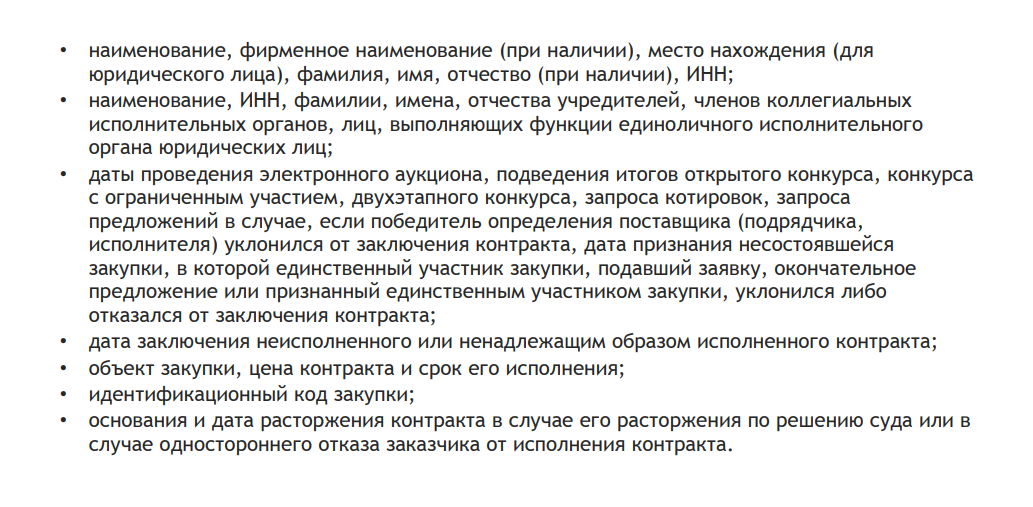 • наименование, фирменное наименование (при наличии), место нахождения (для
юридического лица), фамилия, имя, отчество (при наличии), ИНН;
• наименование, ИНН, фамилии, имена, отчества учредителей, членов коллегиальных
исполнительных органов, лиц, выполняющих функции единоличного исполнительного
органа юридических лиц;
• даты проведения электронного аукциона, подведения итогов открытого конкурса, конкурса
с ограниченным участием, двухэтапного конкурса, запроса котировок, запроса
предложений в случае, если победитель определения поставщика (подрядчика,
исполнителя) уклонился от заключения контракта, дата признания несостоявшейся
закупки, в которой единственный участник закупки, подавший заявку, окончательное
предложение или признанный единственным участником закупки, уклонился либо
отказался от заключения контракта;
• дата заключения неисполненного или ненадлежащим образом исполненного контракта;
• объект закупки, цена контракта и срок его исполнения;
• идентификационный код закупки;
• основания и дата расторжения контракта в случае его расторжения по решению суда или в
случае одностороннего отказа заказчика от исполнения контракта.